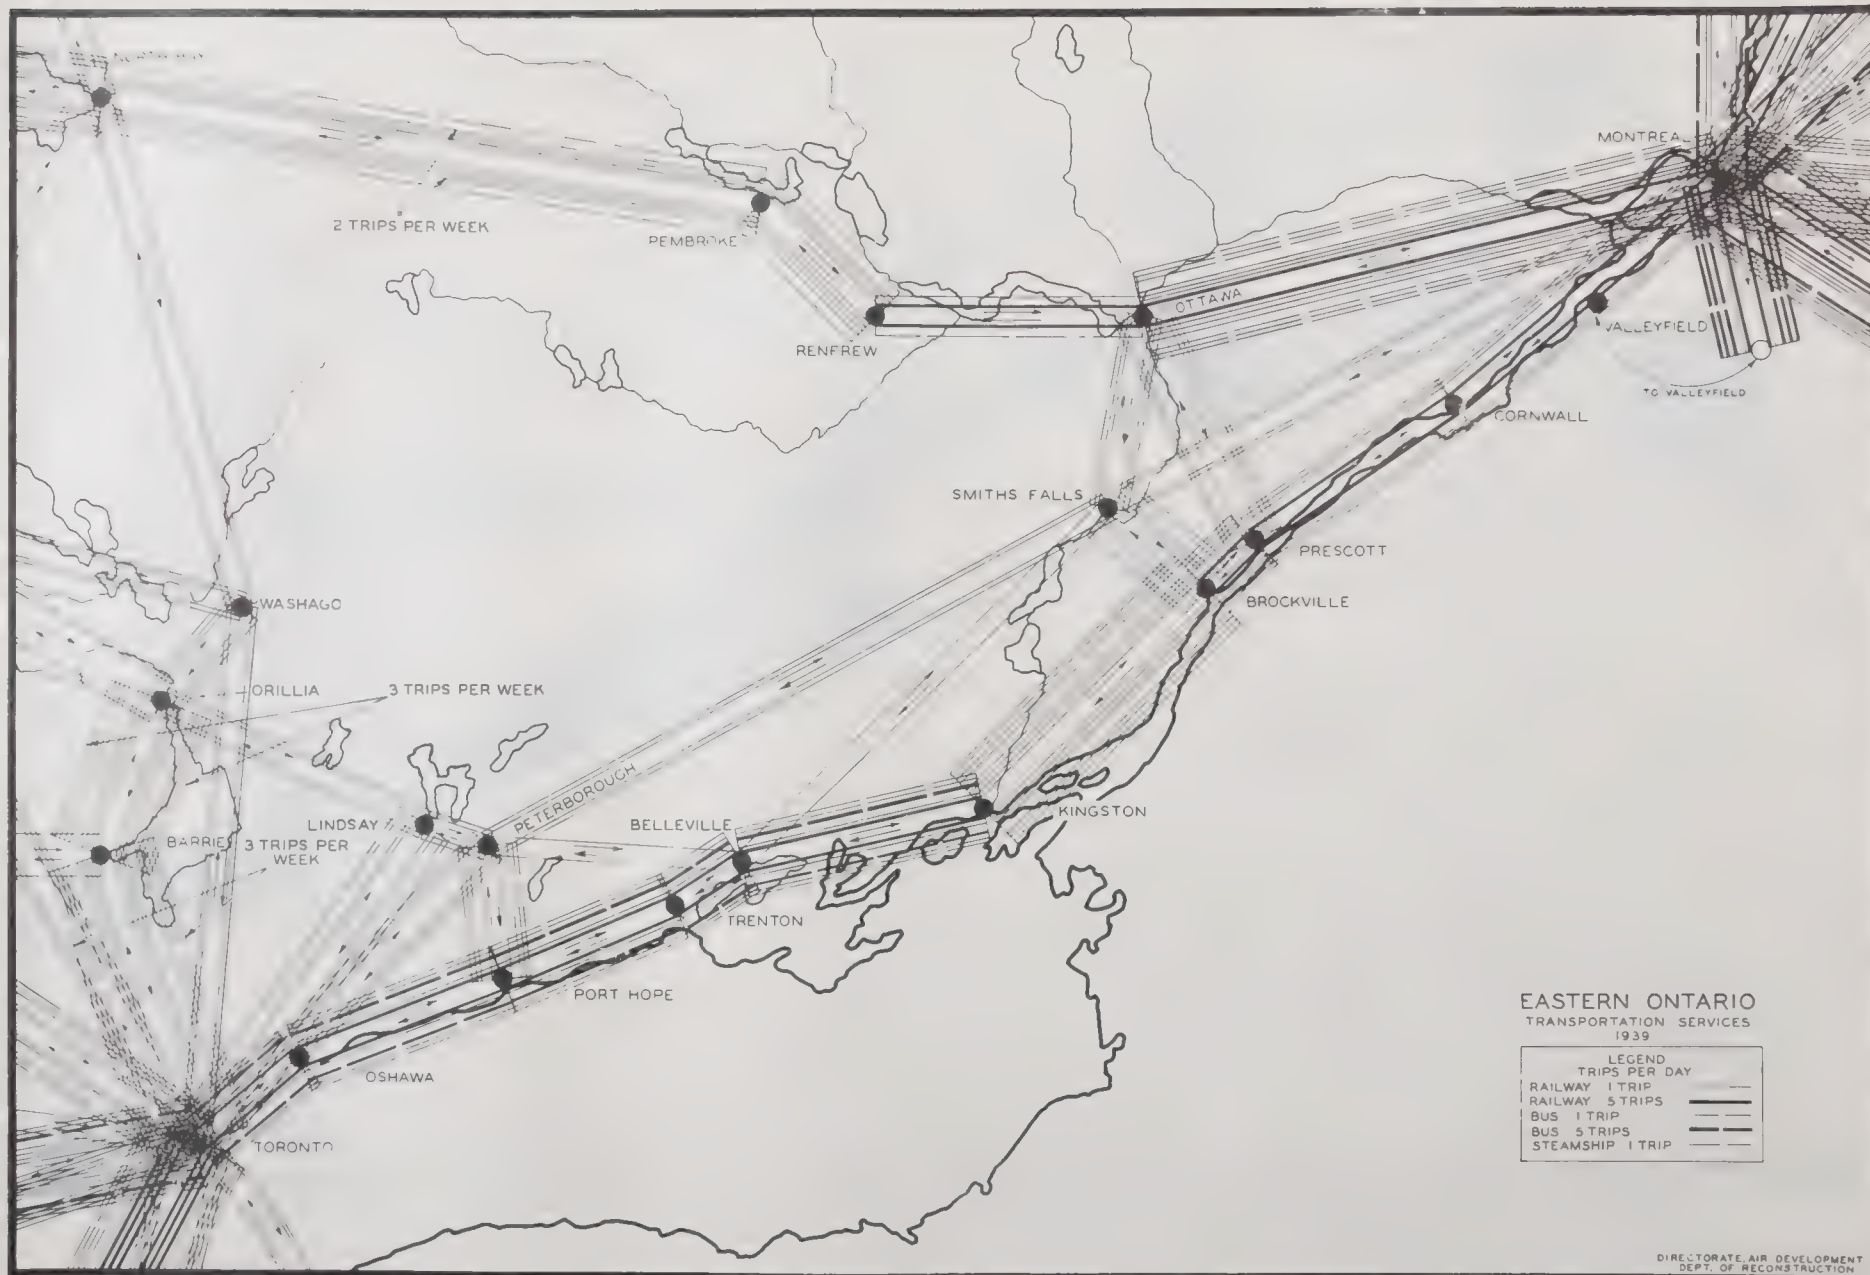 2 TRIPS PER WEEK
PEMBROKE
MONTREA
OTTAWA
RENFREW
VALLEYFIELD
TO VALLEYFIELD
CORNWALL
SMITHS FALLS
PRESCOTT
BROCKVILLE
WASHAGO
ORILLIA
3 TRIPS PER WEEK
PETERBOROUGH
LINDSAY
BELLEVILLE
KINGSTON
BARRIE
3 TRIPS PER
WEEK
TRENTON
PORT HOPE
OSHAWA
TORONTO
EASTERN ONTARIO
TRANSPORTATION SERVICES
1939
LEGEND
TRIPS PER DAY
RAILWAY 1 TRIP
RAILWAY 5 TRIPS
BUS 1 TRIP
BUS 5 TRIPS
STEAMSHIP 1 TRIP
DIRECTORATE, AIR DEVELOPMENT
DEPT. OF RECONSTRUCTION